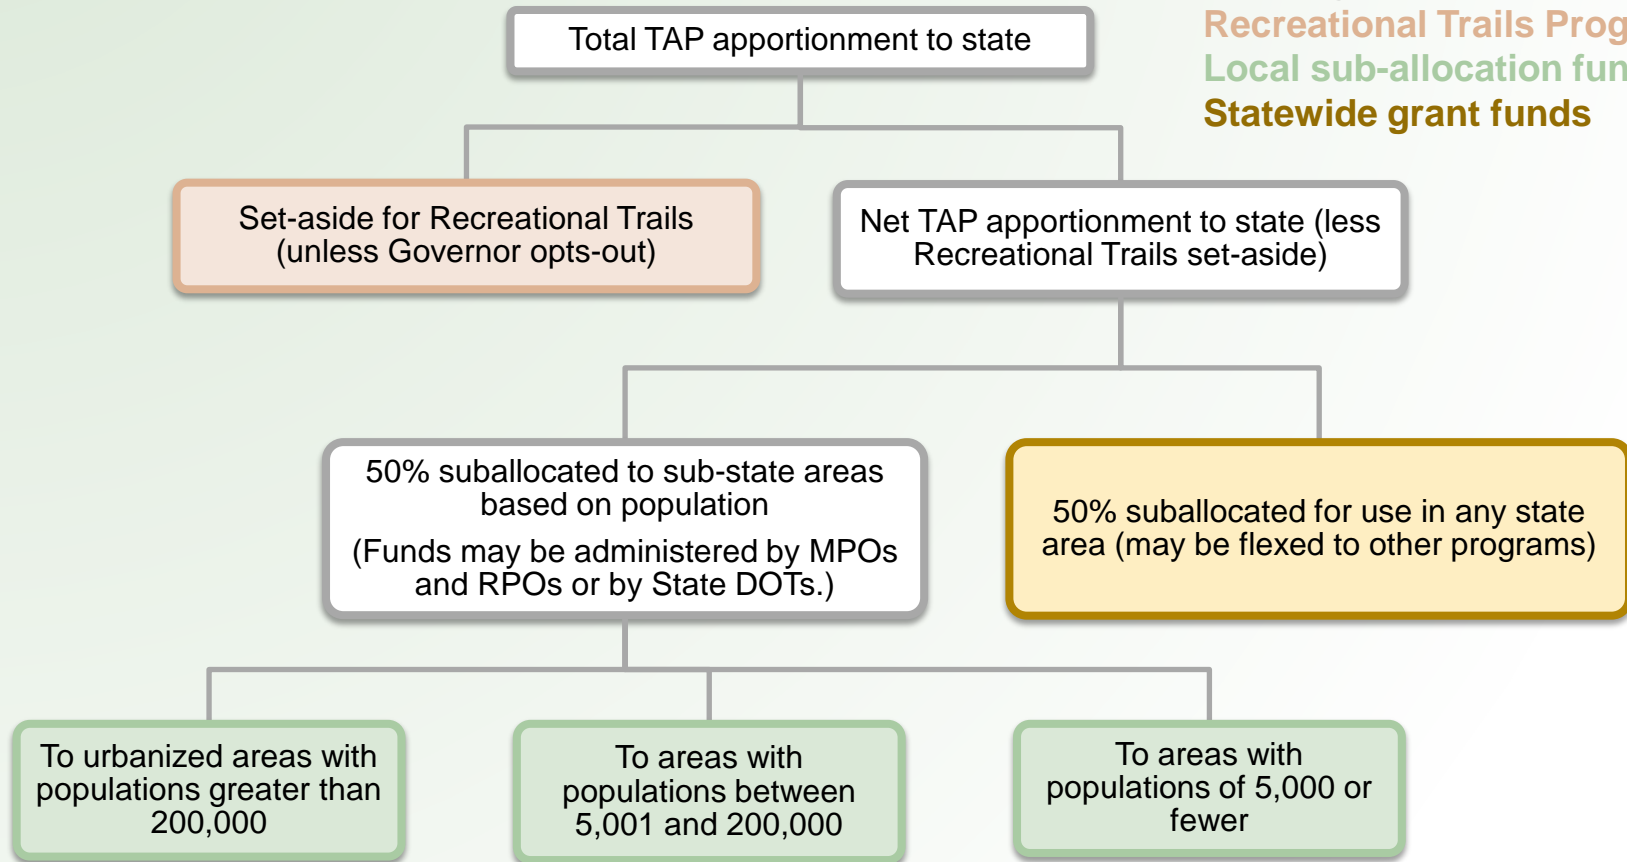 Total TAP apportionment to state
Recreational Trails
Local sub-allocation
Statewide grant funds
Set-aside for Recreational Trails
(unless Governor opts-out)
Net TAP apportionment to state (less
Recreational Trails set-aside)
50% suballocated to sub-state areas
based on population
(Funds may be administered by MPOs
and RPOs or by State DOTs.)
50% suballocated for use in any state
area (may be flexed to other programs)
To urbanized areas with
populations greater than
200,000
To areas with
populations between
5,001 and 200,000
To areas with
populations of 5,000 or
fewer